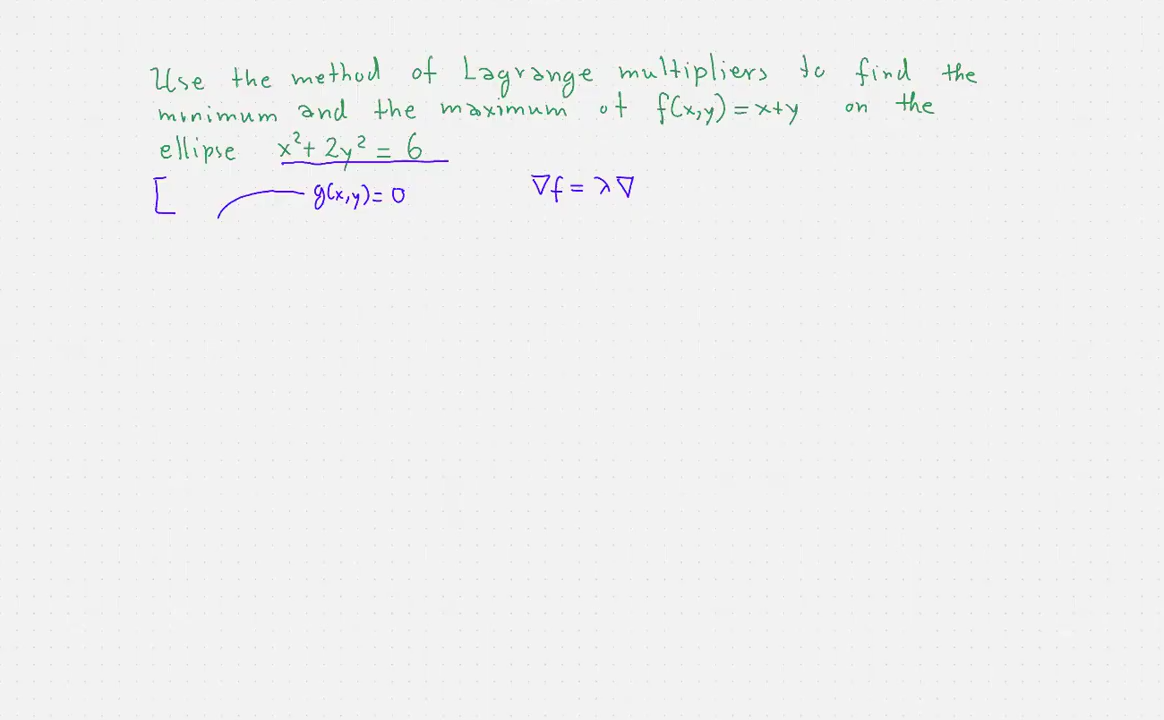 Use the method of Lagrange multipliers to find the
minimum and the maximum of f(x,y) = x+y on the
ellipse x² + 2y² = 6
[ g(x,y) = 0 ∇f = λ ∇